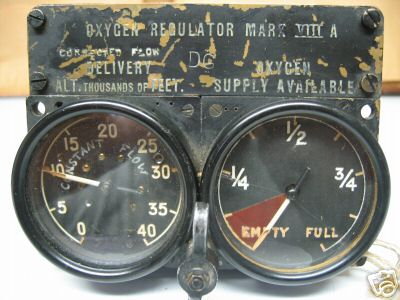 OXYGEN REGULATOR MARK VIII A
CORRECTED FLOW
DELIVERY DG OXYGEN
ALT. THOUSANDS OF FEET. SUPPLY AVAILABLE
CONSTANT FLOW
0 5 10 15 20 25 30 35 40
1/4 1/2 3/4
EMPTY FULL